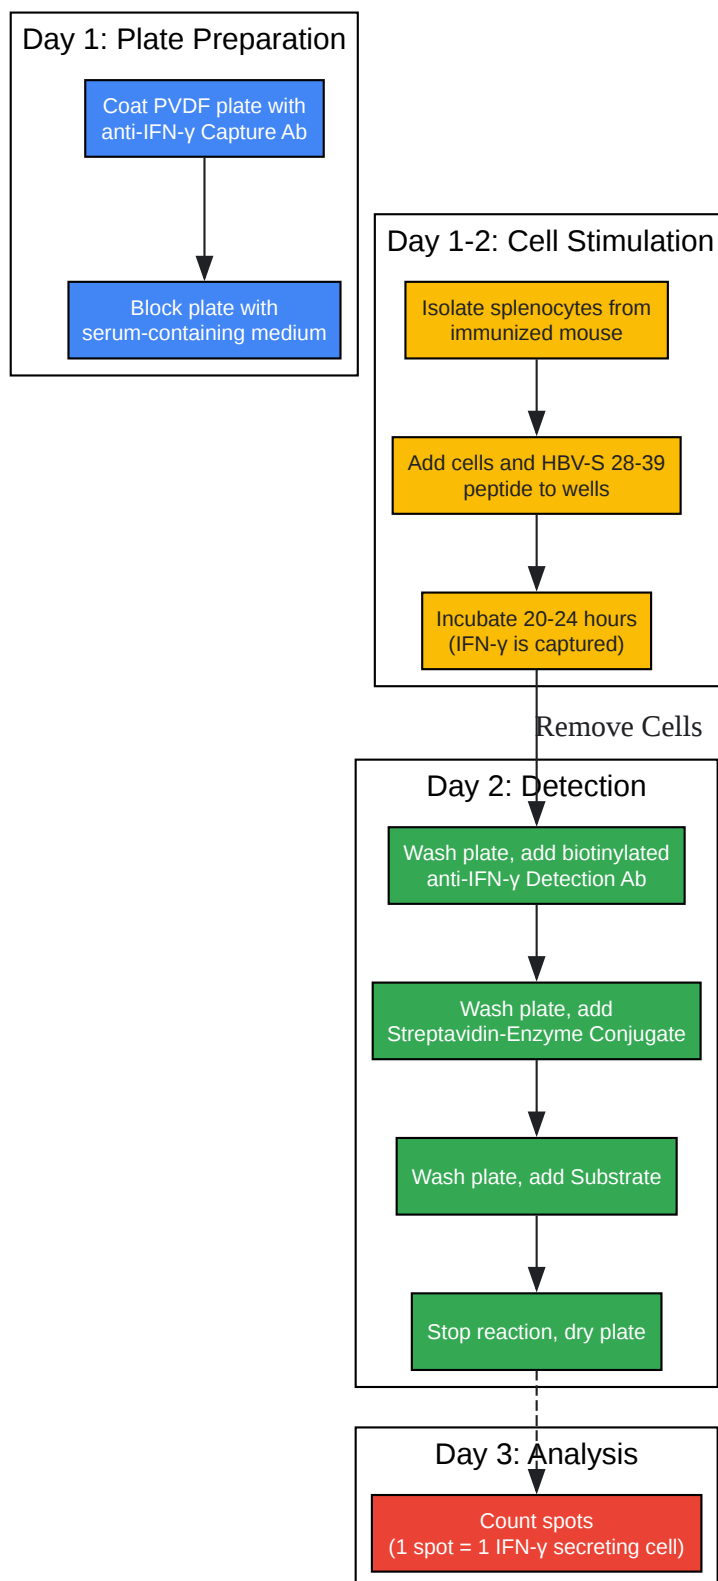 Day 1: Plate Preparation
Coat PVDF plate with
anti-IFN-γ Capture Ab
Block plate with
serum-containing medium
Day 1-2: Cell Stimulation
Isolate splenocytes from
immunized mouse
Add cells and HBV-S 28-39
peptide to wells
Incubate 20-24 hours
(IFN-γ is captured)
Remove Cells
Day 2: Detection
Wash plate, add biotinylated
anti-IFN-γ Detection Ab
Wash plate, add
Streptavidin-Enzyme Conjugate
Wash plate, add Substrate
Stop reaction, dry plate
Day 3: Analysis
Count spots
(1 spot = 1 IFN-γ secreting cell)